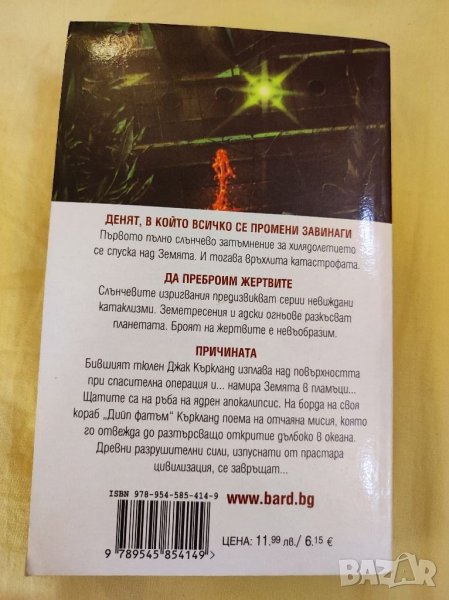 ДЕНЯТ, В КОЙТО ВСИЧКО СЕ ПРОМЕНИ ЗАВИНАГИ
Първото пълно слънчево затъмнение за хилядолетието
се спуска над Земята. И тогава връхлита катастрофата.
ДА ПРЕБРОИМ ЖЕРТВИТЕ
Слънчевите изригвания предизвикват серии невиждани
катаклизми. Земетресения и адски огньове разкъсват
планетата. Броят на жертвите е невъобразим.
ПРИЧИНАТА
Бившият тюлен Джак Къркланд изплава над повърхността
при спасителна операция и... намира Земята в пламъци...
Щатите са на ръба на ядрен апокалипсис. На борда на своя
кораб „Дийп фатъм“ Къркланд поема на отчаяна мисия, която
го отвежда до разтърсващо откритие дълбоко в океана.
Древни разрушителни сили, изпуснати от прастара
цивилизация, се завръщат...
ISBN 978-954-585-414-9
9 789545 854149
www.bard.bg
ЦЕНА: 11.99 лв./ 6.15 €
BAZAR